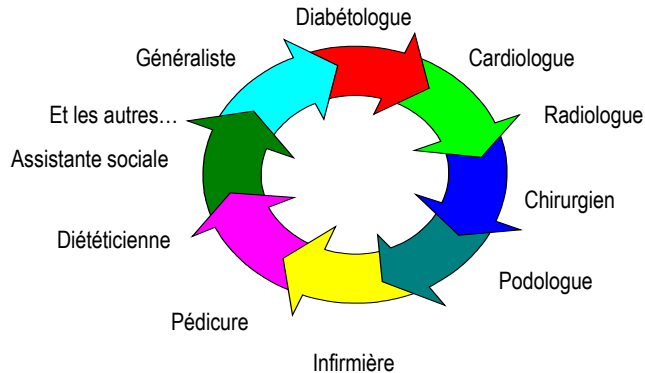 Diabétologue
Généraliste
Cardiologue
Et les autres…
Radiologue
Assistante sociale
Chirurgien
Diététicienne
Podologue
Pédicure
Infirmière